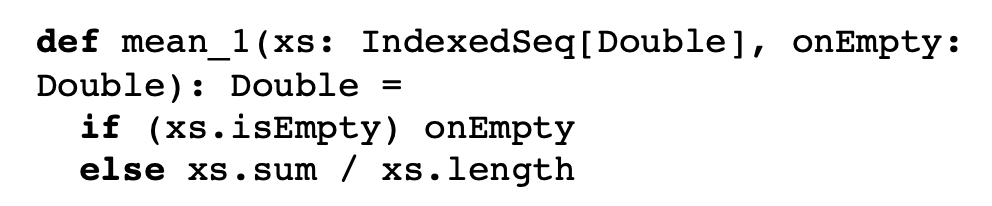 def mean_1(xs: IndexedSeq[Double], onEmpty:
Double): Double =
  if (xs.isEmpty) onEmpty
  else xs.sum / xs.length